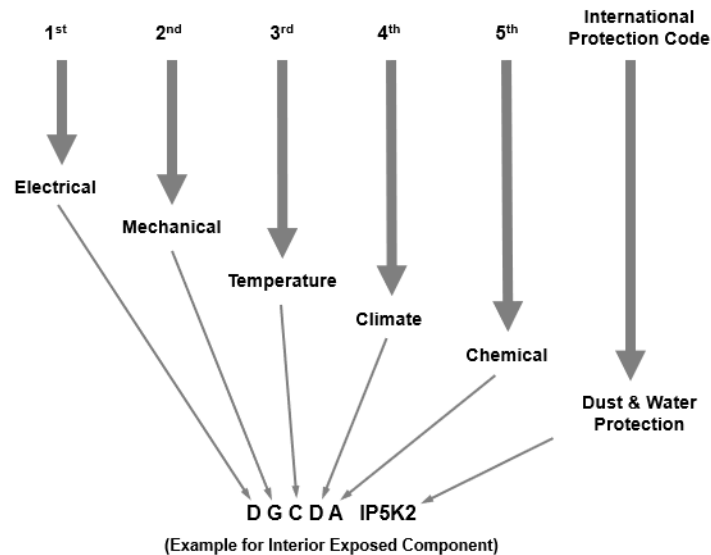 1st 2nd 3rd 4th 5th International
Protection Code
Electrical
Mechanical
Temperature
Climate
Chemical
Dust & Water
Protection
D G C D A IP5K2
(Example for Interior Exposed Component)